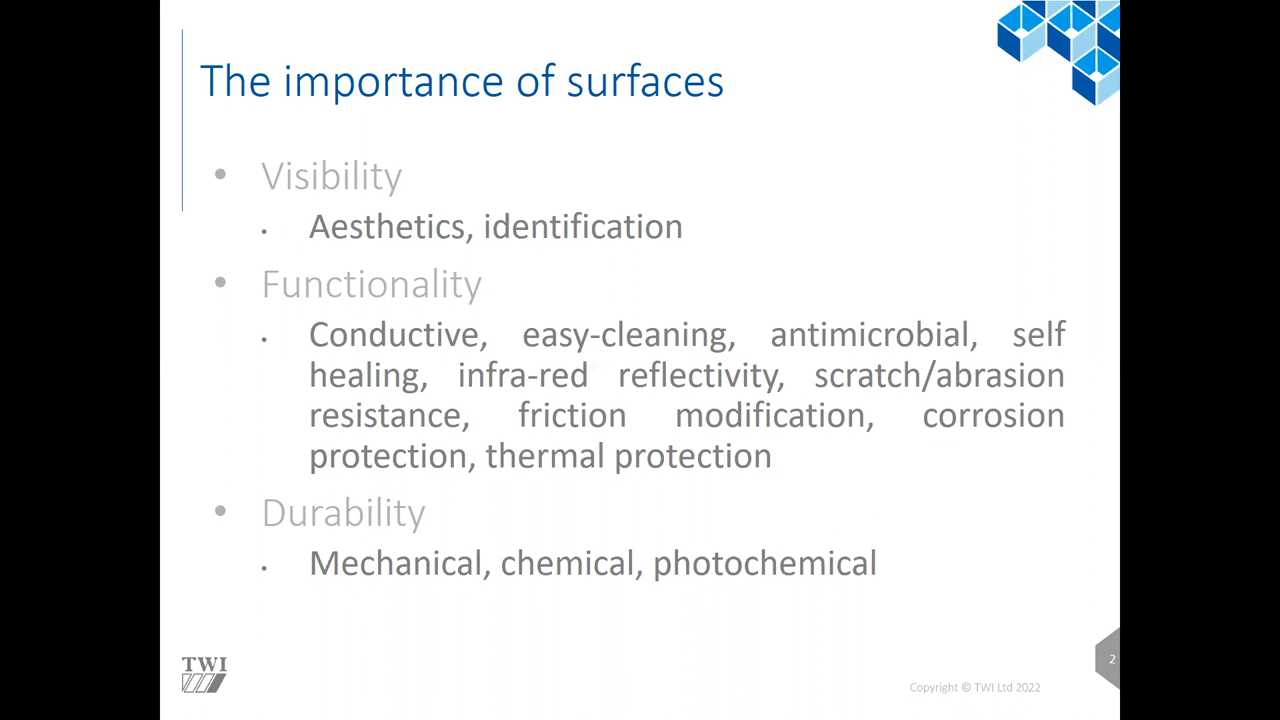 The importance of surfaces
• Visibility
• Aesthetics, identification
• Functionality
• Conductive, easy-cleaning, antimicrobial, self
healing, infra-red reflectivity, scratch/abrasion
resistance, friction modification, corrosion
protection, thermal protection
• Durability
• Mechanical, chemical, photochemical
TWI
Copyright © TWI Ltd 2022
2